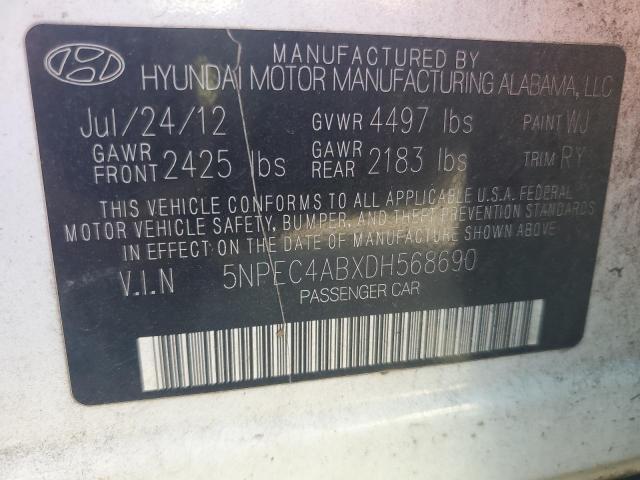 MANUFACTURED BY
HYUNDAI MOTOR MANUFACTURING ALABAMA, LLC
Jul/24/12 GVWR 4497 lbs PAINT WJ
GAWR FRONT 2425 lbs GAWR REAR 2183 lbs TRIM RY
THIS VEHICLE CONFORMS TO ALL APPLICABLE U.S.A. FEDERAL
MOTOR VEHICLE SAFETY, BUMPER, AND THEFT PREVENTION STANDARDS
IN EFFECT ON THE DATE OF MANUFACTURE SHOWN ABOVE.
V.I.N 5NPEC4ABXDH568690
PASSENGER CAR